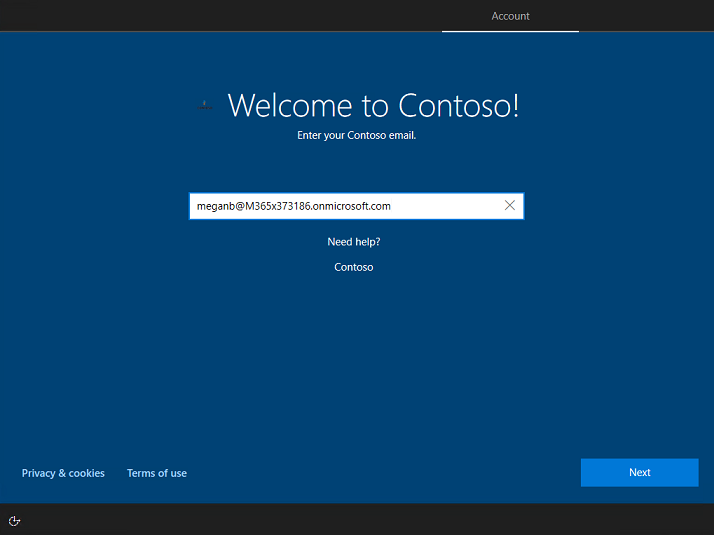 Account
Welcome to Contoso!
Enter your Contoso email.
meganb@M365x373186.onmicrosoft.com
Need help?
Contoso
Privacy & cookies Terms of use Next